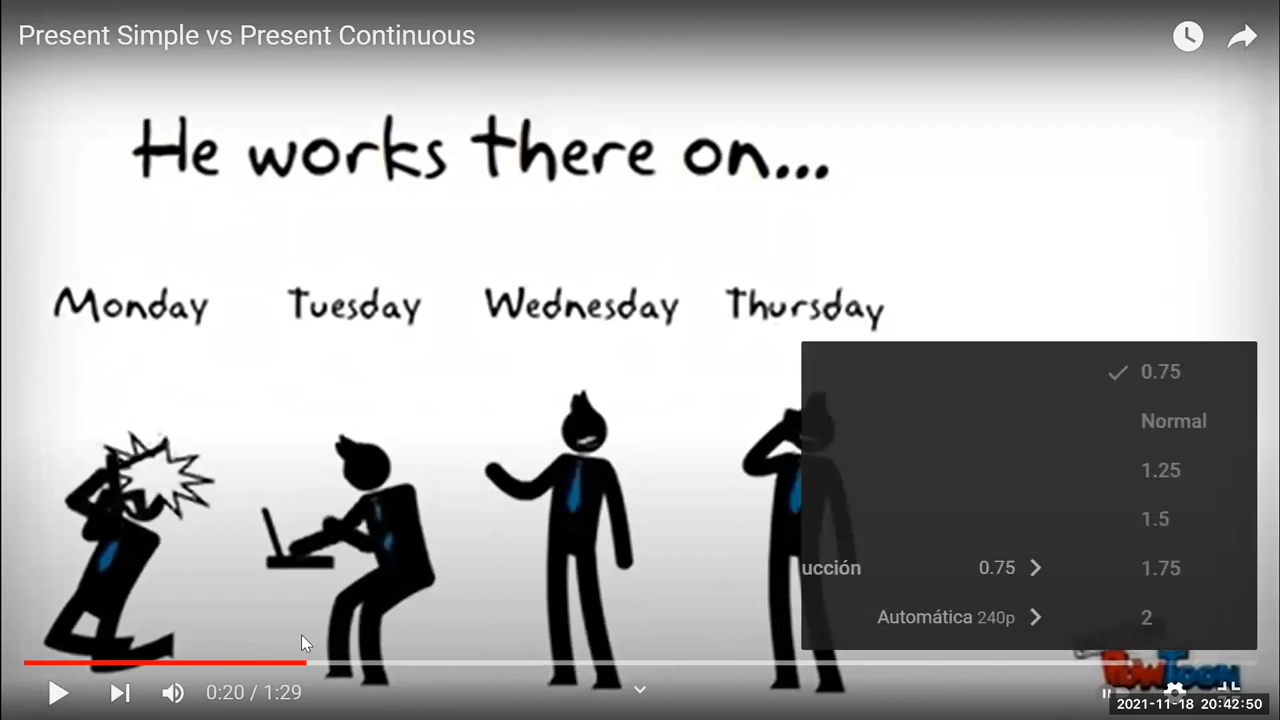 Present Simple vs Present Continuous
He works there on...
Monday Tuesday Wednesday Thursday
0.75
Normal
1.25
1.5
ucción 0.75 1.75
Automática 240p 2
POWTOON
0:20 / 1:29
2021-11-18 20:42:50